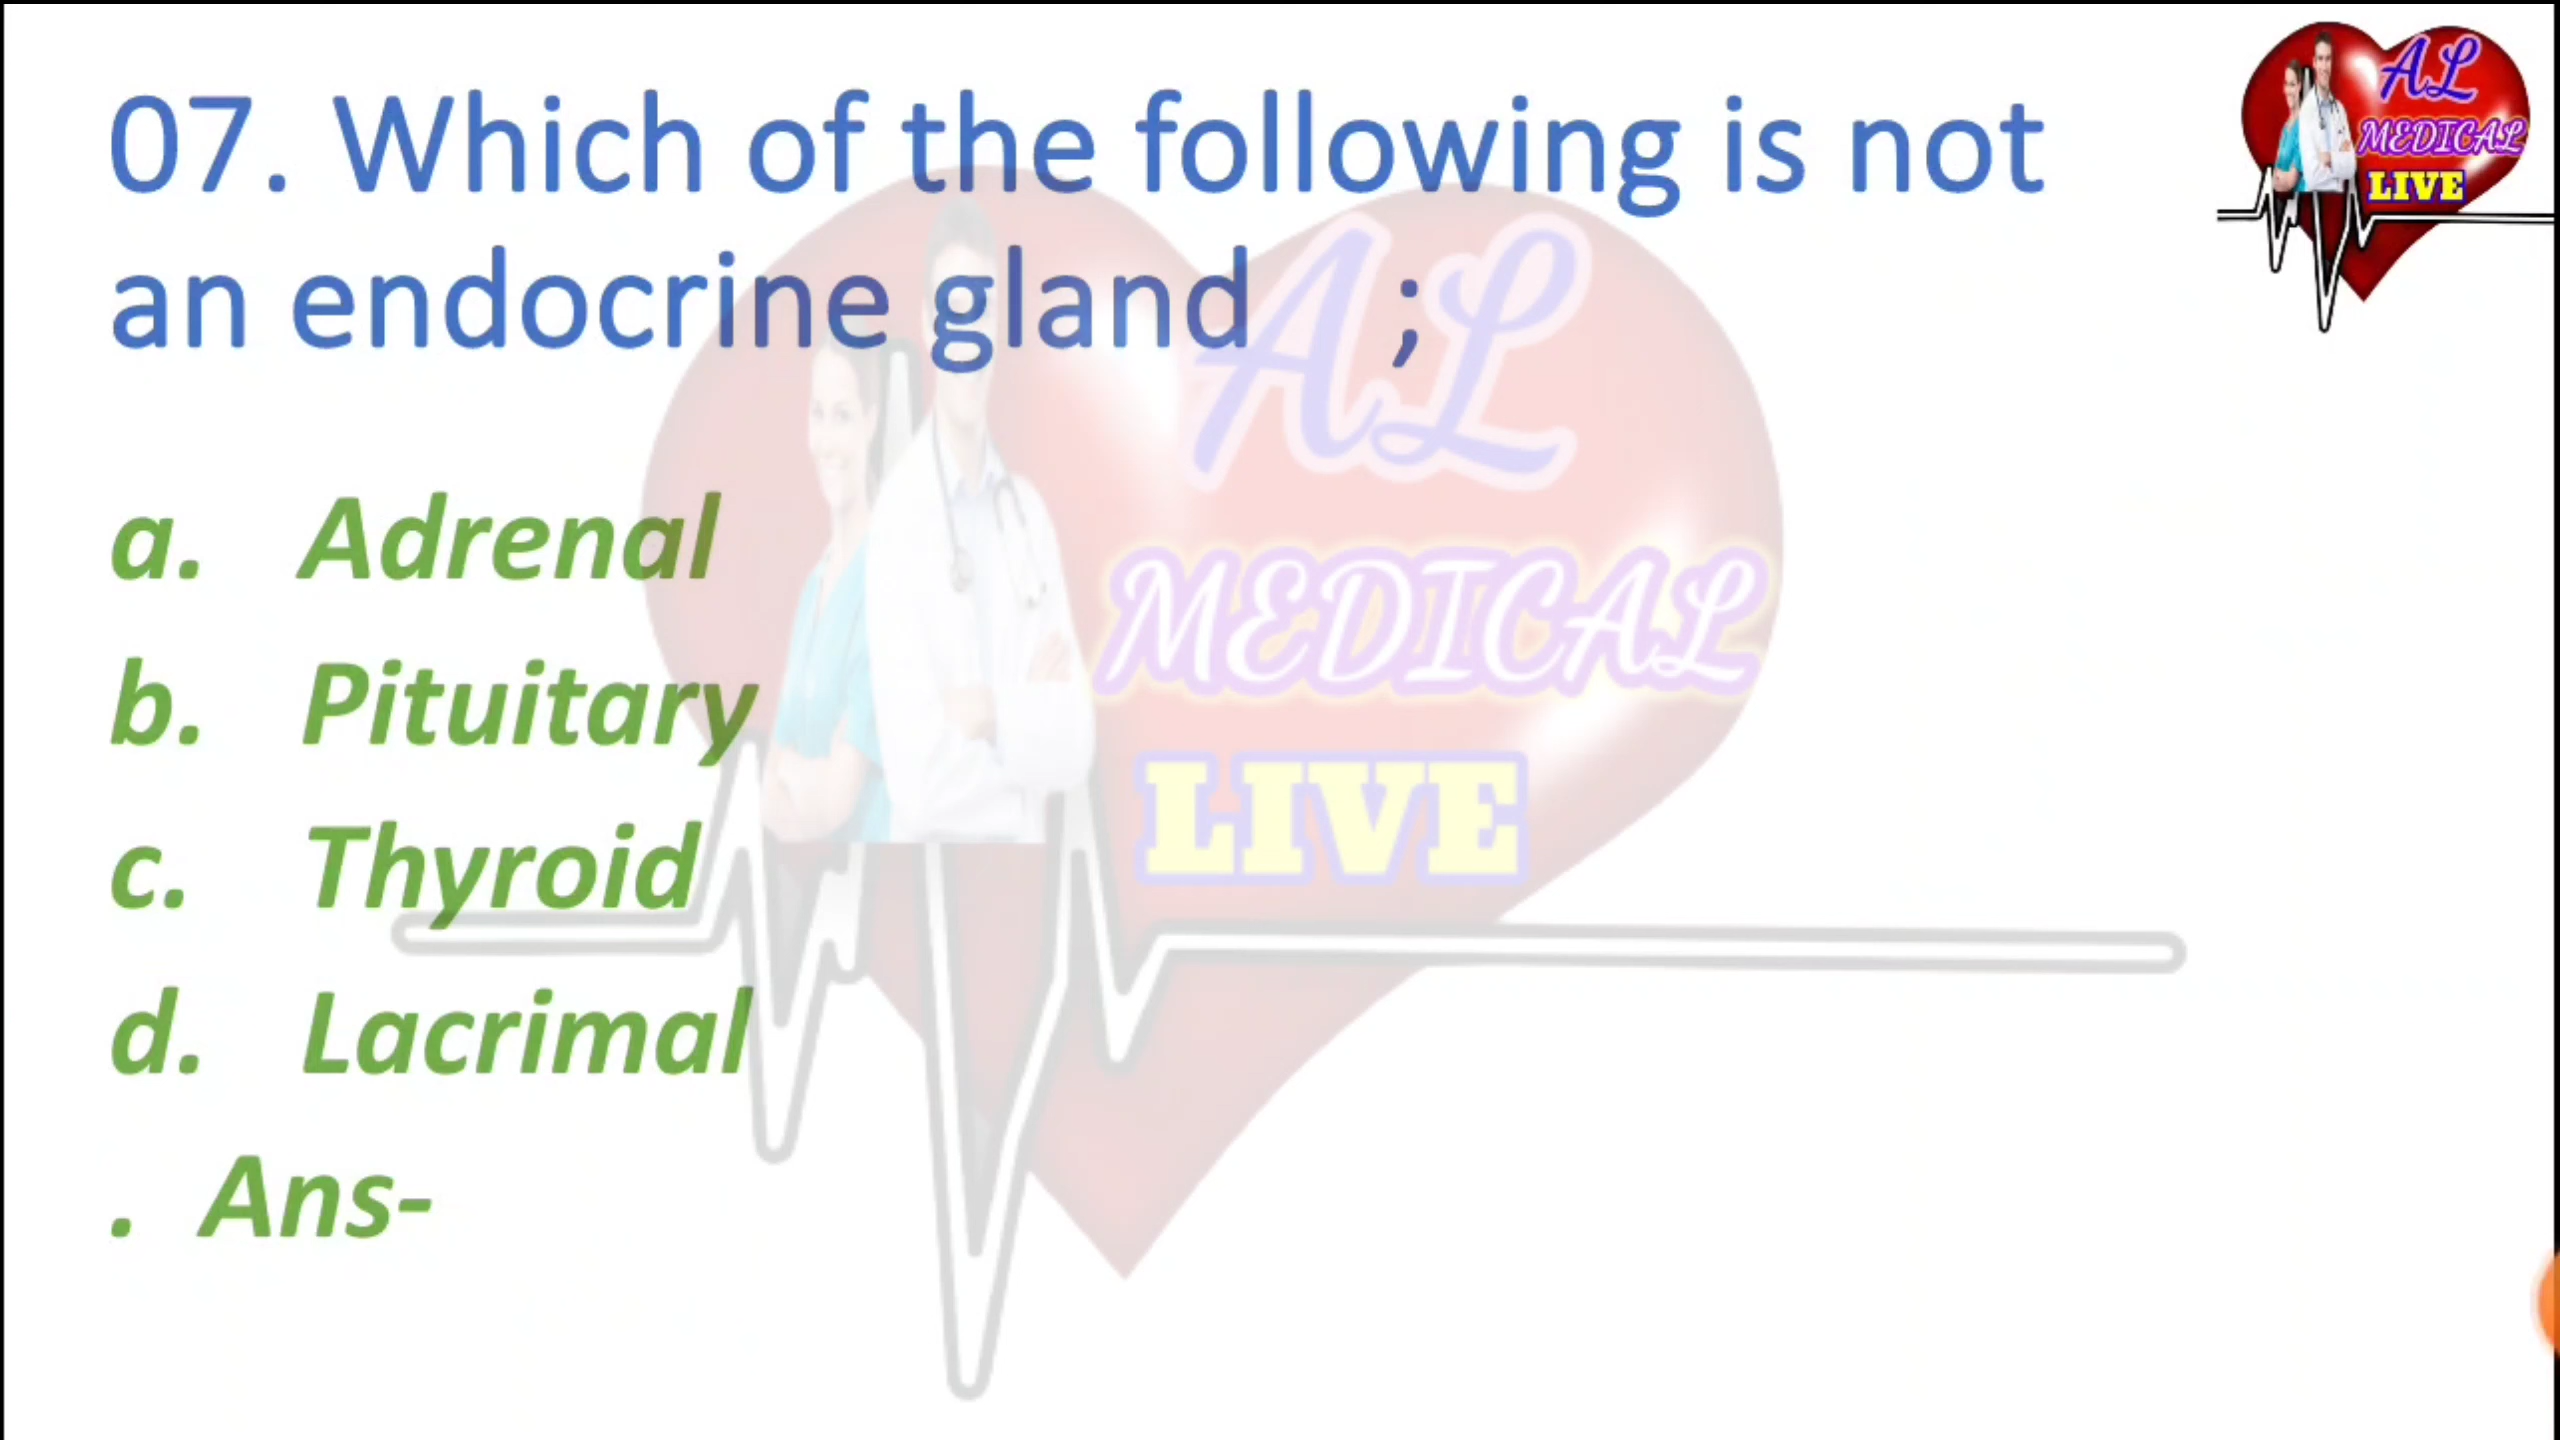 07. Which of the following is not
an endocrine gland ;
a. Adrenal
b. Pituitary
c. Thyroid
d. Lacrimal
. Ans-
AL
MEDICAL
LIVE
AL
MEDICAL
LIVE